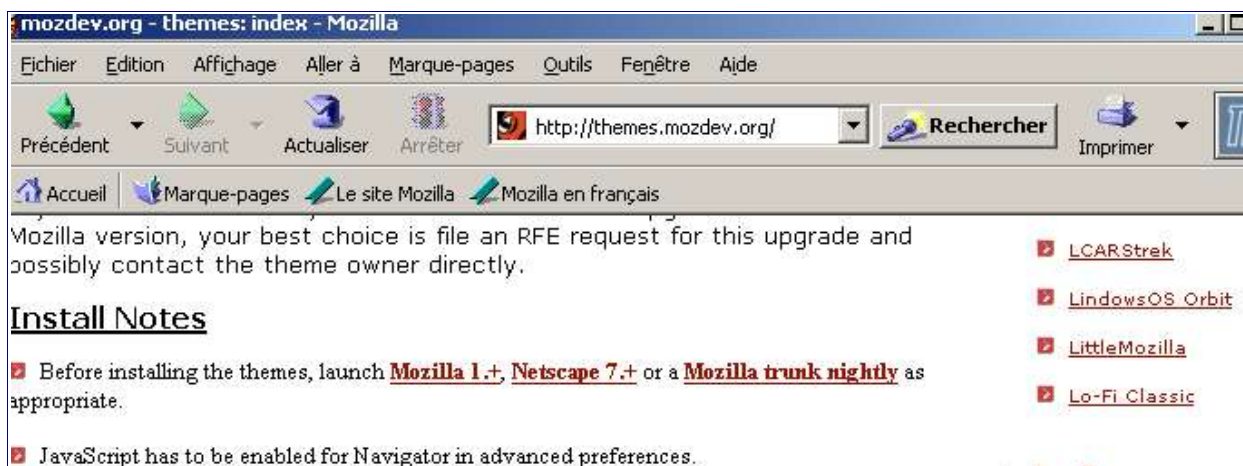 mozdev.org - themes: index - Mozilla
Fichier Edition Affichage Aller à Marque-pages Outils Fenêtre Aide
Précédent Suivant Actualiser Arrêter http://themes.mozdev.org/ Rechercher Imprimer
Accueil Marque-pages Le site Mozilla Mozilla en français
Mozilla version, your best choice is file an RFE request for this upgrade and
possibly contact the theme owner directly.
Install Notes
Before installing the themes, launch Mozilla 1.+, Netscape 7.+ or a Mozilla trunk nightly as
appropriate.
JavaScript has to be enabled for Navigator in advanced preferences.
LCARStrek
LindowsOS Orbit
LittleMozilla
Lo-Fi Classic